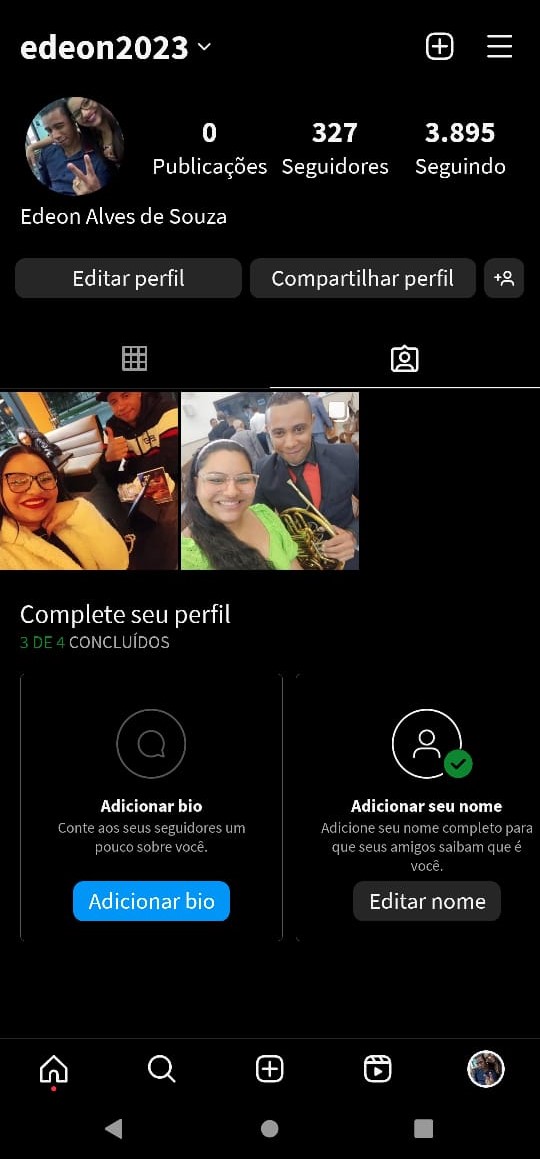 edeon2023
0 327 3.895
Publicações Seguidores Seguindo
Edeon Alves de Souza
Editar perfil Compartilhar perfil
Complete seu perfil
3 DE 4 CONCLUÍDOS
Adicionar bio
Conte aos seus seguidores um
pouco sobre você.
Adicionar bio
Adicionar seu nome
Adicione seu nome completo para
que seus amigos saibam que é
você.
Editar nome